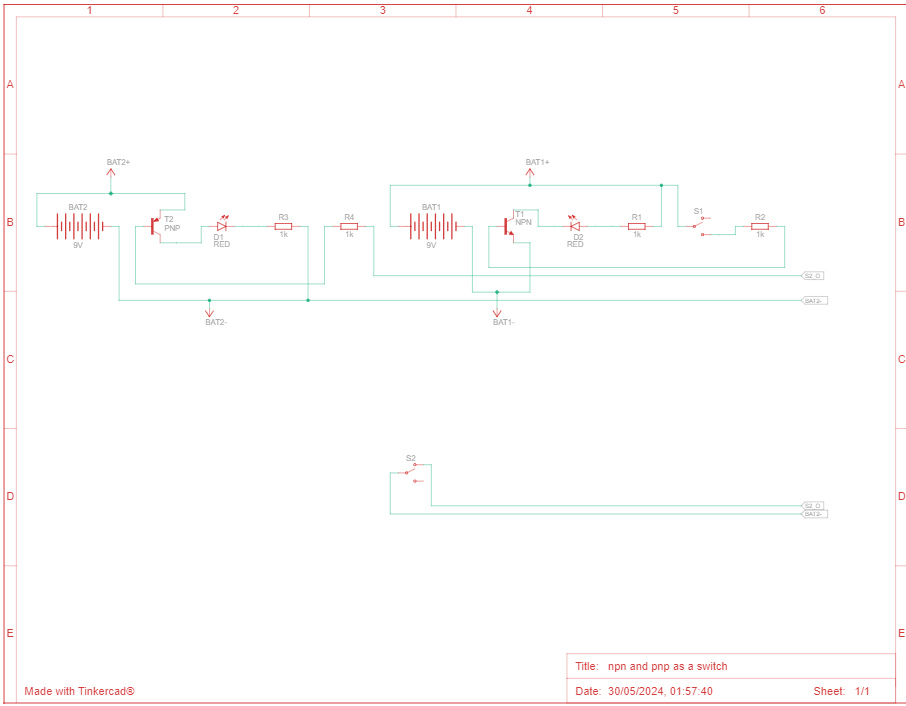 1 2 3 4 5 6
A A
BAT2+ BAT1+
B B
BAT2
9V
T2
PNP
D1
RED
R3
1k
R4
1k
BAT1
9V
T1
NPN
D2
RED
R1
1k
S1
R2
1k
S2_O
BAT2-
BAT2- BAT1-
C C
S2
D D
S2_O
BAT2-
E E
Title: npn and pnp as a switch
Made with Tinkercad®
Date: 30/05/2024, 01:57:40 Sheet: 1/1